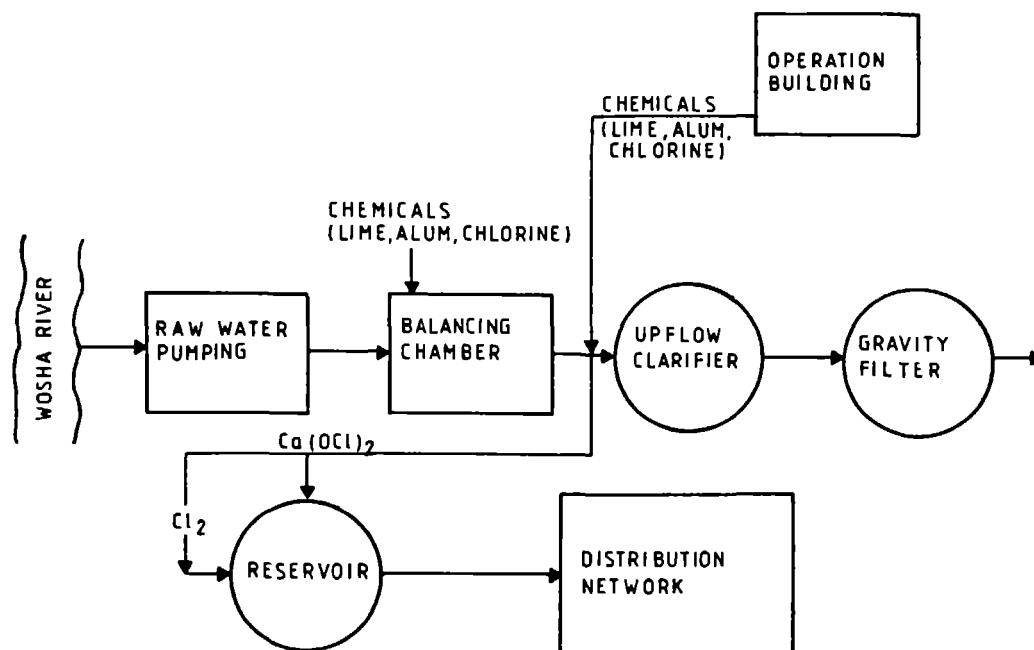 OPERATION
BUILDING
CHEMICALS
(LIME,ALUM,
CHLORINE)
CHEMICALS
(LIME,ALUM,CHLORINE)
WOSHA RIVER
RAW WATER
PUMPING
BALANCING
CHAMBER
UPFLOW
CLARIFIER
GRAVITY
FILTER
Ca(OCl)2
Cl2
RESERVOIR
DISTRIBUTION
NETWORK